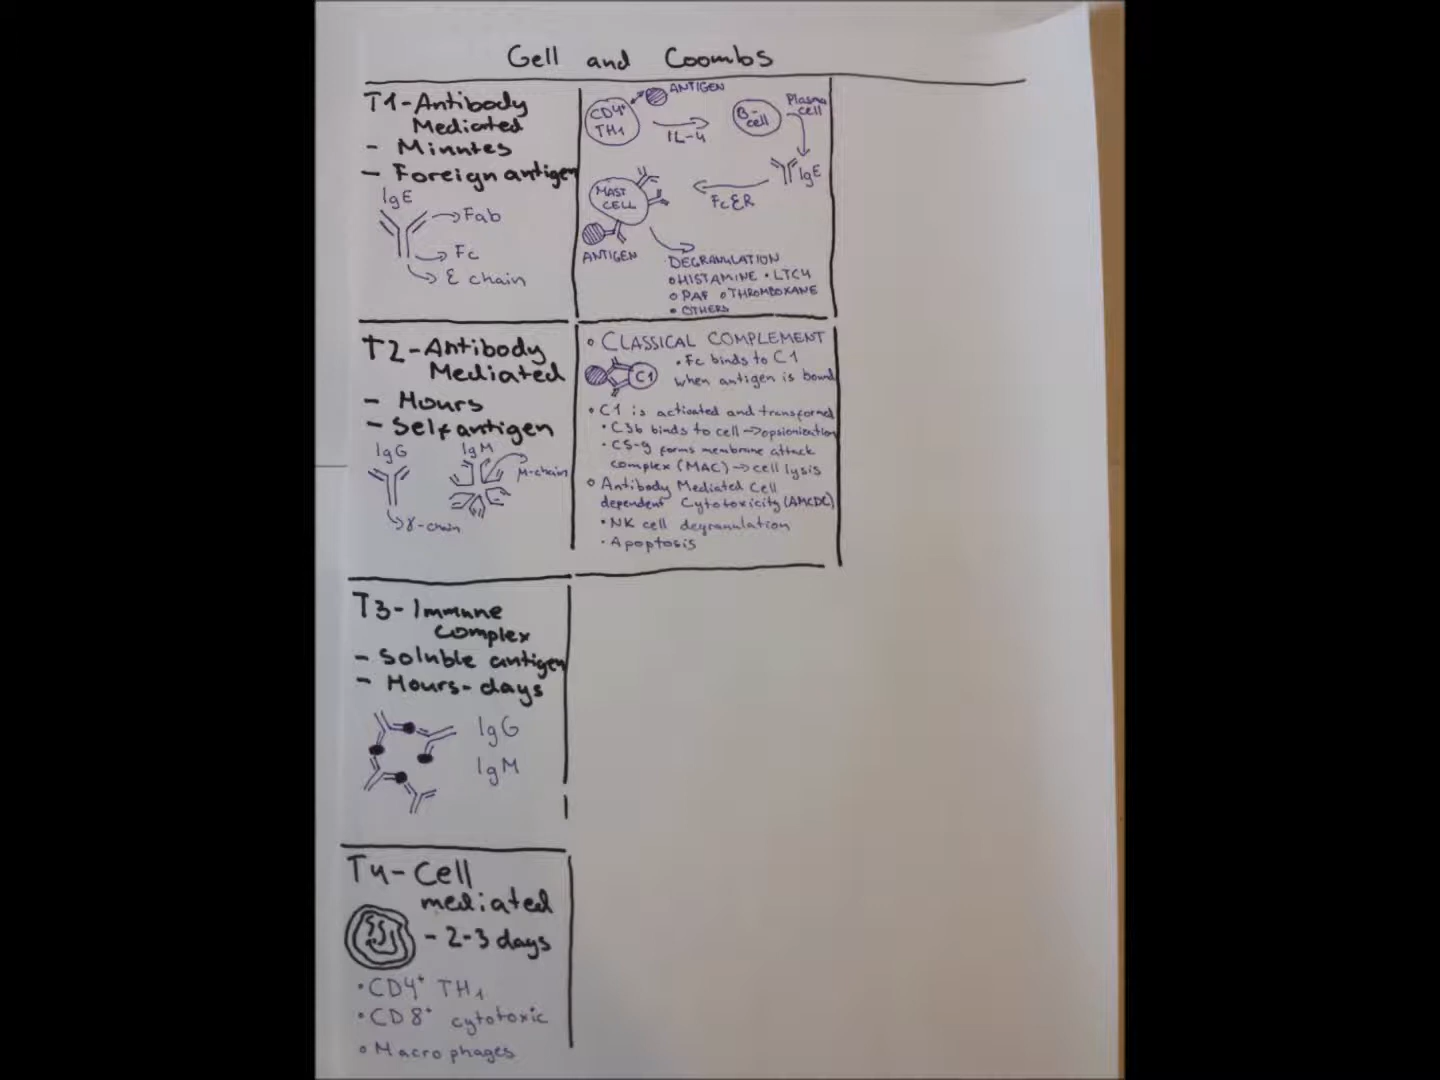 Gell and Coombs
T1-Antibody
Mediated
- Minntes
- Foreign antigen
IgE
Fab
Fc
ε chain
CD4+
TH1
ANTIGEN
IL-4
B-
cell
Plasma
cell
IgE
FcER
MAST
CELL
ANTIGEN
DEGRANULATION
HISTAMINE • LTC4
PAF THROMBOXANE
• OTHERS
T2-Antibody
Mediated
- Hours
- Self antigen
IgG IgM
μ-chain
γ-chain
CLASSICAL COMPLEMENT
• Fc binds to C1
when antigen is bound
C1
• C1 is activated and transformed
• C3b binds to cell → opsionization
• C5-9 forms membrane attack
complex (MAC) → cell lysis
Antibody Mediated Cell
dependent Cytotoxicity (AMCDC)
• NK cell degranulation
• Apoptosis
T3-Immune
complex
- Soluble antigen
- Hours-days
IgG
IgM
T4-Cell
mediated
- 2-3 days
• CD4+ TH1
• CD8+ cytotoxic
Macrophages